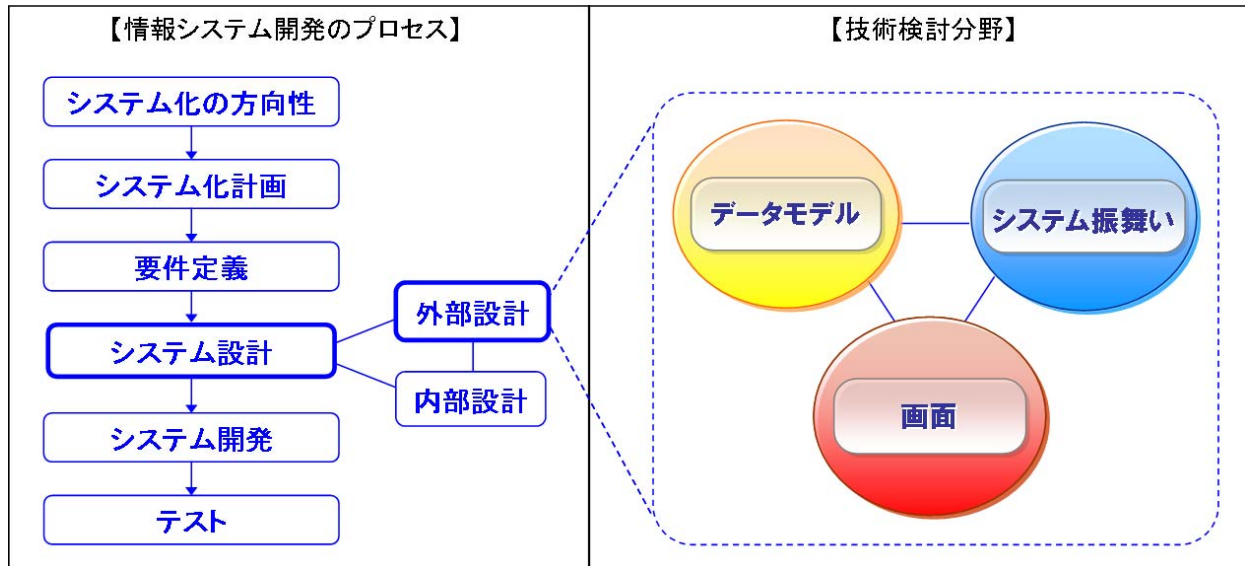 【情報システム開発のプロセス】
システム化の方向性
システム化計画
要件定義
システム設計
外部設計
内部設計
システム開発
テスト
【技術検討分野】
データモデル
システム振舞い
画面